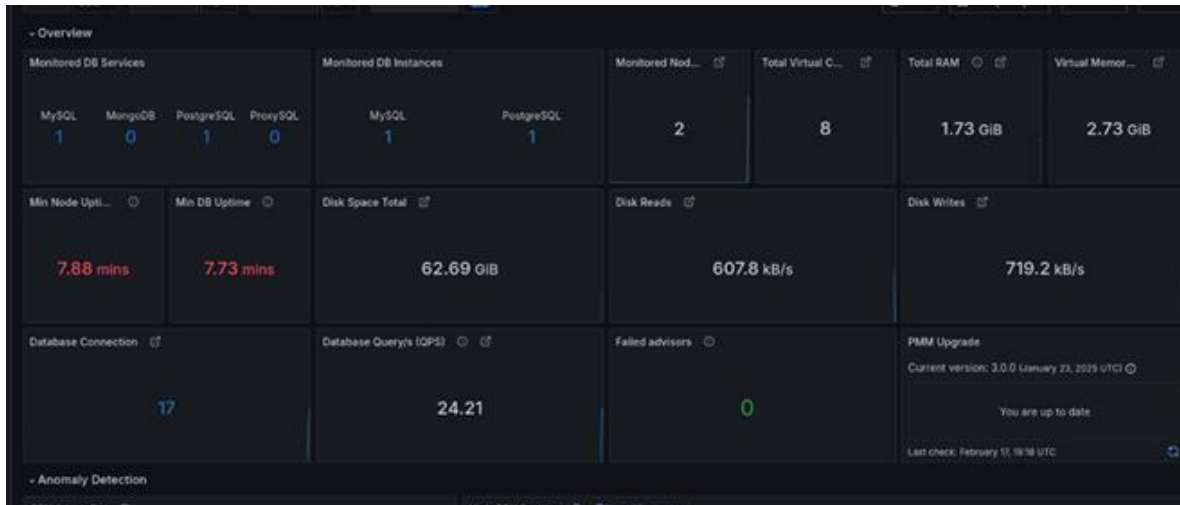 Overview
Monitored DB Services
MySQL MongoDB PostgreSQL ProxySQL
1 0 1 0
Monitored DB Instances
MySQL PostgreSQL
1 1
Monitored Nod...
2
Total Virtual C...
8
Total RAM
1.73 GiB
Virtual Memor...
2.73 GiB
Min Node Upti...
7.88 mins
Min DB Uptime
7.73 mins
Disk Space Total
62.69 GiB
Disk Reads
607.8 kB/s
Disk Writes
719.2 kB/s
Database Connection
17
Database Query/s (QPS)
24.21
Failed advisors
0
PMM Upgrade
Current version: 3.0.0 (January 23, 2025 UTC)
You are up to date
Last check: February 17, 19:18 UTC
Anomaly Detection